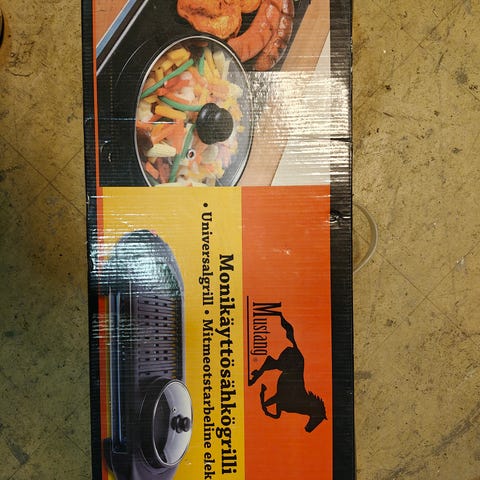 Mustang®
Monikäyttösähkögrilli
• Universalgrill • Mitmeotstarbeline elek